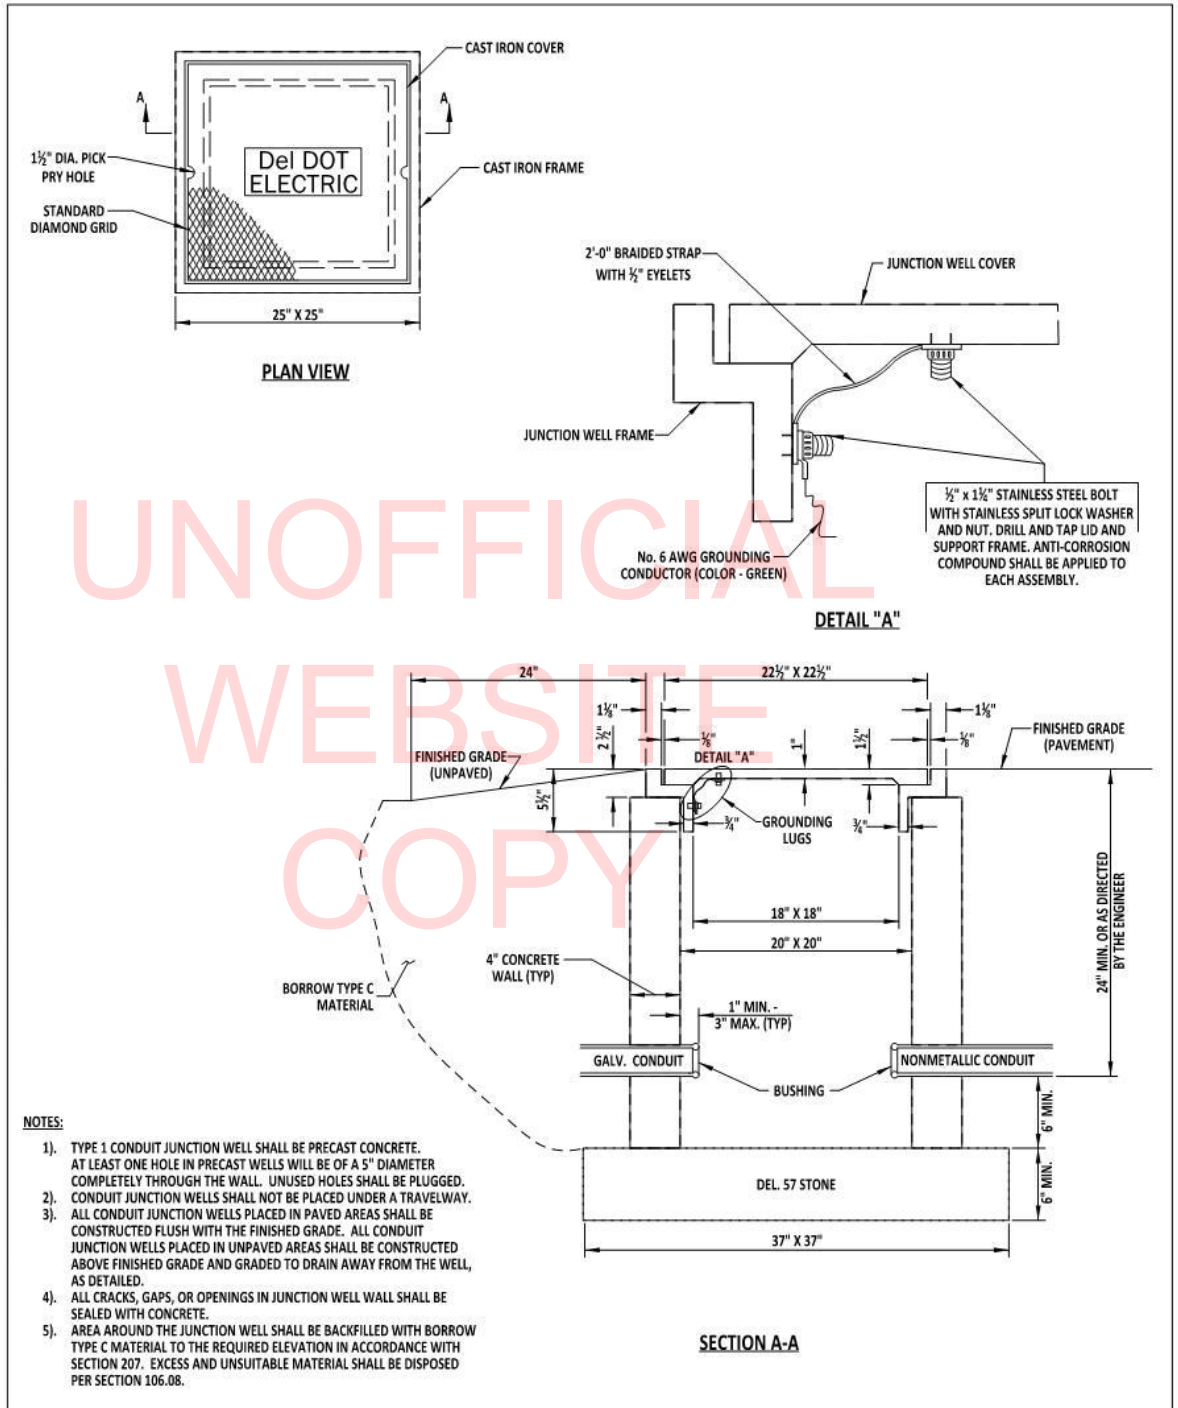 CAST IRON COVER
A
A
1½" DIA. PICK
PRY HOLE
Del DOT
ELECTRIC
CAST IRON FRAME
STANDARD
DIAMOND GRID
25" X 25"
PLAN VIEW
2'-0" BRAIDED STRAP
WITH ½" EYELETS
JUNCTION WELL COVER
JUNCTION WELL FRAME
½" x 1¼" STAINLESS STEEL BOLT
WITH STAINLESS SPLIT LOCK WASHER
AND NUT. DRILL AND TAP LID AND
SUPPORT FRAME. ANTI-CORROSION
COMPOUND SHALL BE APPLIED TO
EACH ASSEMBLY.
No. 6 AWG GROUNDING
CONDUCTOR (COLOR - GREEN)
DETAIL "A"
UNOFFICIAL
WEBSITE
COPY
24"
22½" X 22½"
1⅛"
1⅛"
2 ½"
⅛"
1"
1½"
⅛"
FINISHED GRADE
(PAVEMENT)
FINISHED GRADE
(UNPAVED)
DETAIL "A"
5½"
¾"
GROUNDING
LUGS
¾"
18" X 18"
20" X 20"
24" MIN. OR AS DIRECTED
BY THE ENGINEER
4" CONCRETE
WALL (TYP)
BORROW TYPE C
MATERIAL
1" MIN. -
3" MAX. (TYP)
GALV. CONDUIT
NONMETALLIC CONDUIT
BUSHING
6" MIN.
DEL. 57 STONE
6" MIN.
37" X 37"
SECTION A-A
NOTES:
1). TYPE 1 CONDUIT JUNCTION WELL SHALL BE PRECAST CONCRETE.
AT LEAST ONE HOLE IN PRECAST WELLS WILL BE OF A 5" DIAMETER
COMPLETELY THROUGH THE WALL. UNUSED HOLES SHALL BE PLUGGED.
2). CONDUIT JUNCTION WELLS SHALL NOT BE PLACED UNDER A TRAVELWAY.
3). ALL CONDUIT JUNCTION WELLS PLACED IN PAVED AREAS SHALL BE
CONSTRUCTED FLUSH WITH THE FINISHED GRADE. ALL CONDUIT
JUNCTION WELLS PLACED IN UNPAVED AREAS SHALL BE CONSTRUCTED
ABOVE FINISHED GRADE AND GRADED TO DRAIN AWAY FROM THE WELL,
AS DETAILED.
4). ALL CRACKS, GAPS, OR OPENINGS IN JUNCTION WELL WALL SHALL BE
SEALED WITH CONCRETE.
5). AREA AROUND THE JUNCTION WELL SHALL BE BACKFILLED WITH BORROW
TYPE C MATERIAL TO THE REQUIRED ELEVATION IN ACCORDANCE WITH
SECTION 207. EXCESS AND UNSUITABLE MATERIAL SHALL BE DISPOSED
PER SECTION 106.08.